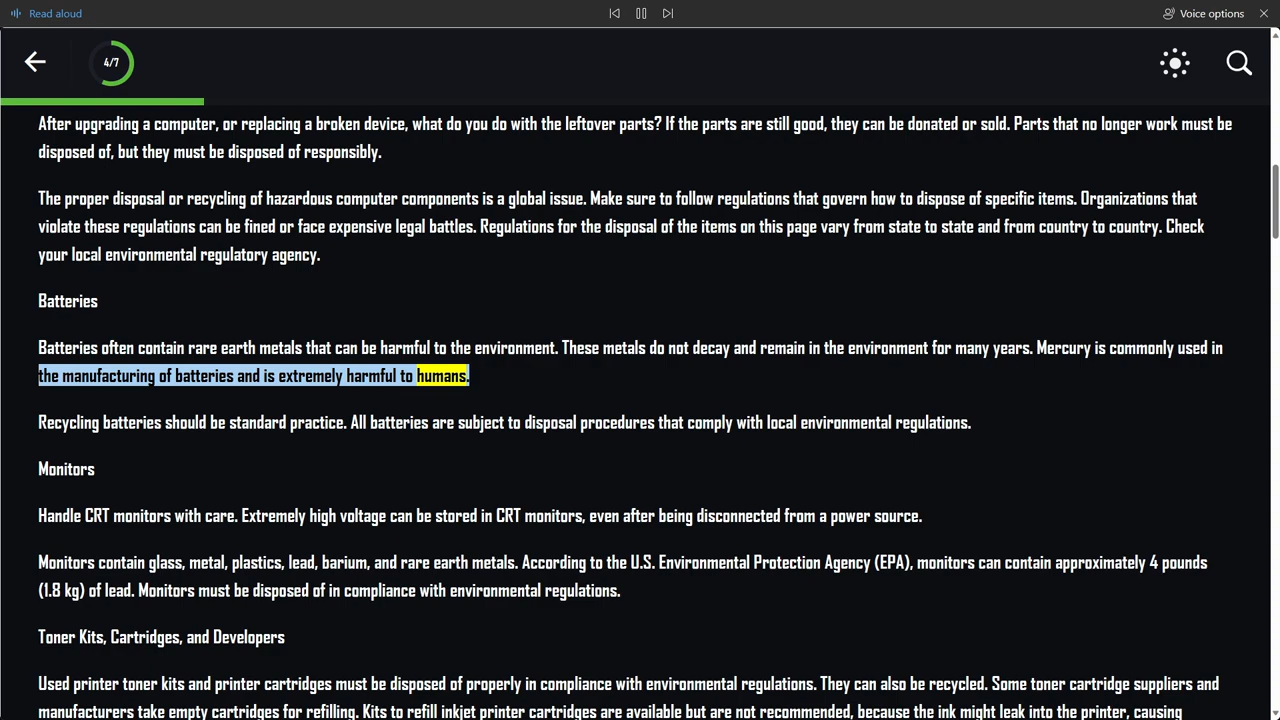 Read aloud
Voice options
4/7
After upgrading a computer, or replacing a broken device, what do you do with the leftover parts? If the parts are still good, they can be donated or sold. Parts that no longer work must be
disposed of, but they must be disposed of responsibly.
The proper disposal or recycling of hazardous computer components is a global issue. Make sure to follow regulations that govern how to dispose of specific items. Organizations that
violate these regulations can be fined or face expensive legal battles. Regulations for the disposal of the items on this page vary from state to state and from country to country. Check
your local environmental regulatory agency.
Batteries
Batteries often contain rare earth metals that can be harmful to the environment. These metals do not decay and remain in the environment for many years. Mercury is commonly used in
the manufacturing of batteries and is extremely harmful to humans.
Recycling batteries should be standard practice. All batteries are subject to disposal procedures that comply with local environmental regulations.
Monitors
Handle CRT monitors with care. Extremely high voltage can be stored in CRT monitors, even after being disconnected from a power source.
Monitors contain glass, metal, plastics, lead, barium, and rare earth metals. According to the U.S. Environmental Protection Agency (EPA), monitors can contain approximately 4 pounds
(1.8 kg) of lead. Monitors must be disposed of in compliance with environmental regulations.
Toner Kits, Cartridges, and Developers
Used printer toner kits and printer cartridges must be disposed of properly in compliance with environmental regulations. They can also be recycled. Some toner cartridge suppliers and
manufacturers take empty cartridges for refilling. Kits to refill inkjet printer cartridges are available but are not recommended, because the ink might leak into the printer, causing